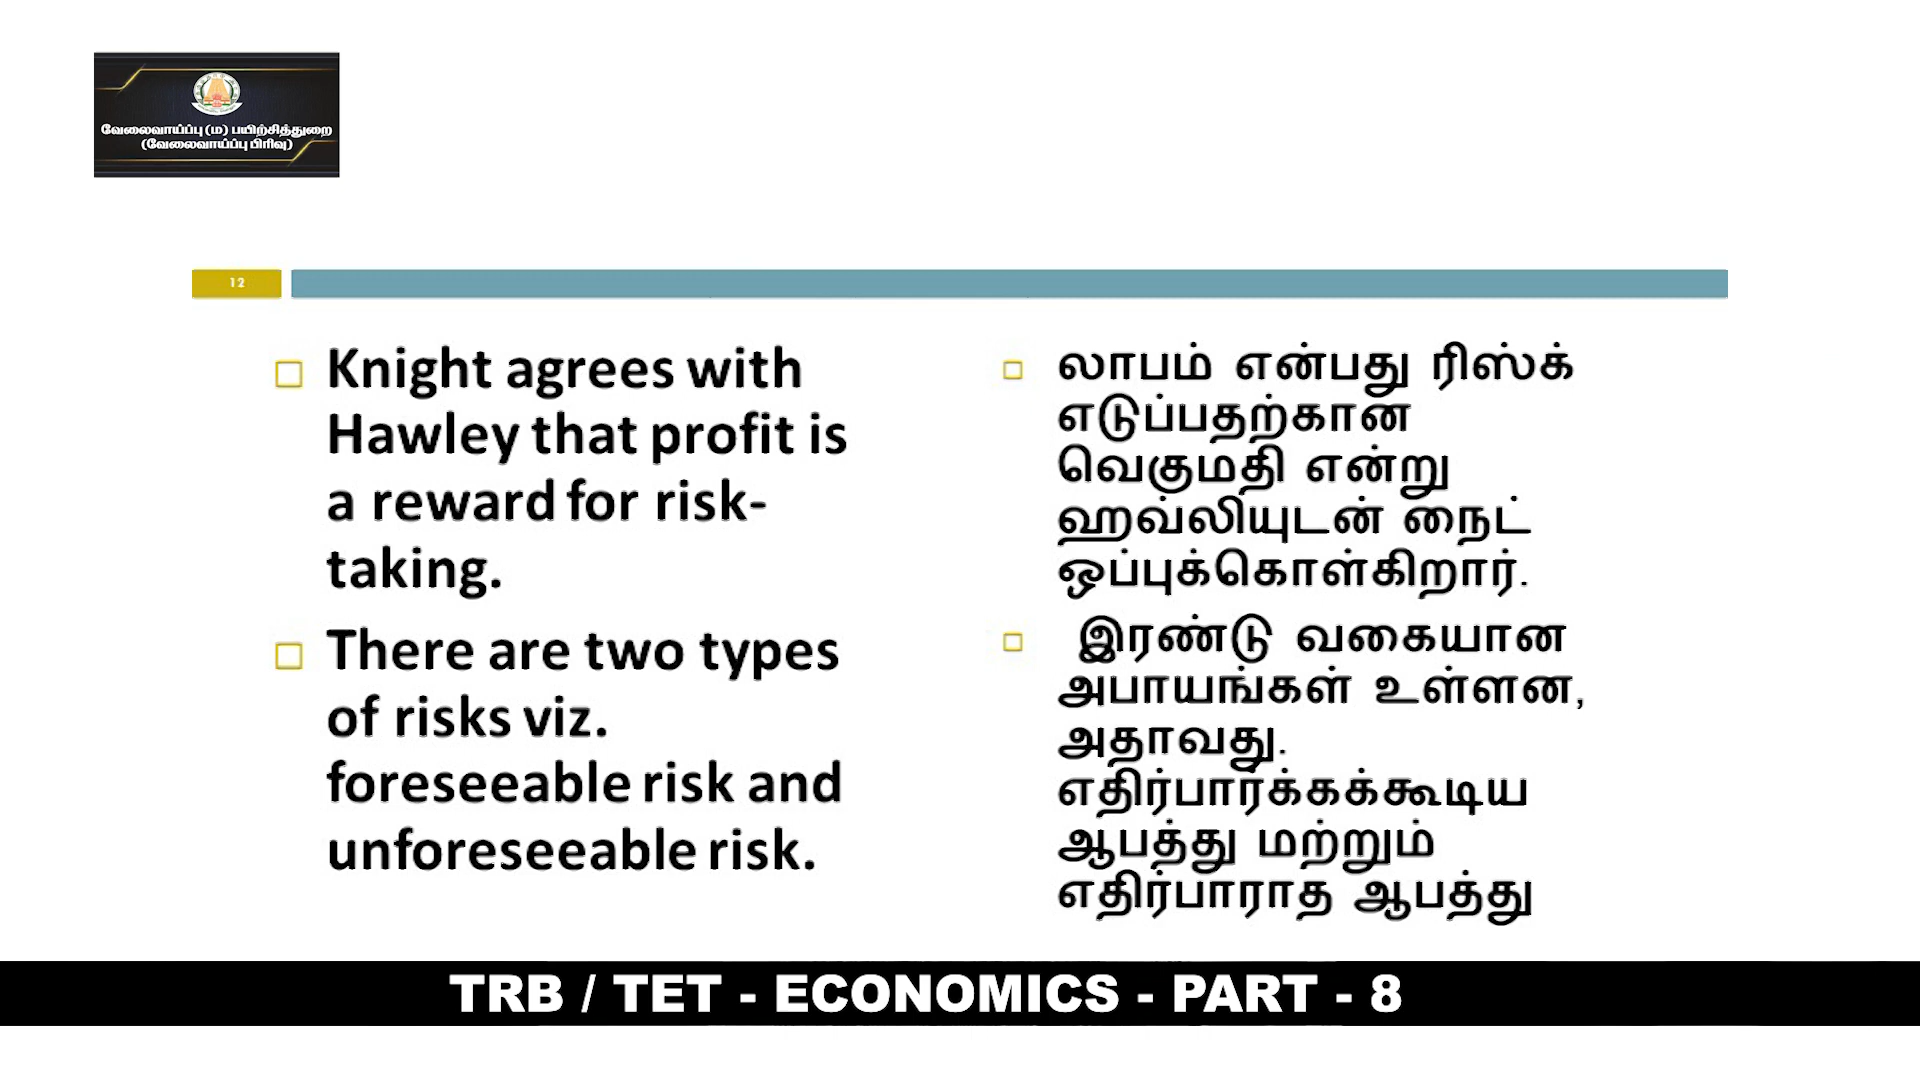 வேலைவாய்ப்பு (ம) பயிற்சித்துறை
(வேலைவாய்ப்பு பிரிவு)
12
Knight agrees with
Hawley that profit is
a reward for risk-
taking.
There are two types
of risks viz.
foreseeable risk and
unforeseeable risk.
லாபம் என்பது ரிஸ்க்
எடுப்பதற்கான
வெகுமதி என்று
ஹவ்லியுடன் நைட்
ஒப்புக்கொள்கிறார்.
இரண்டு வகையான
அபாயங்கள் உள்ளன,
அதாவது.
எதிர்பார்க்கக்கூடிய
ஆபத்து மற்றும்
எதிர்பாராத ஆபத்து
TRB / TET - ECONOMICS - PART - 8